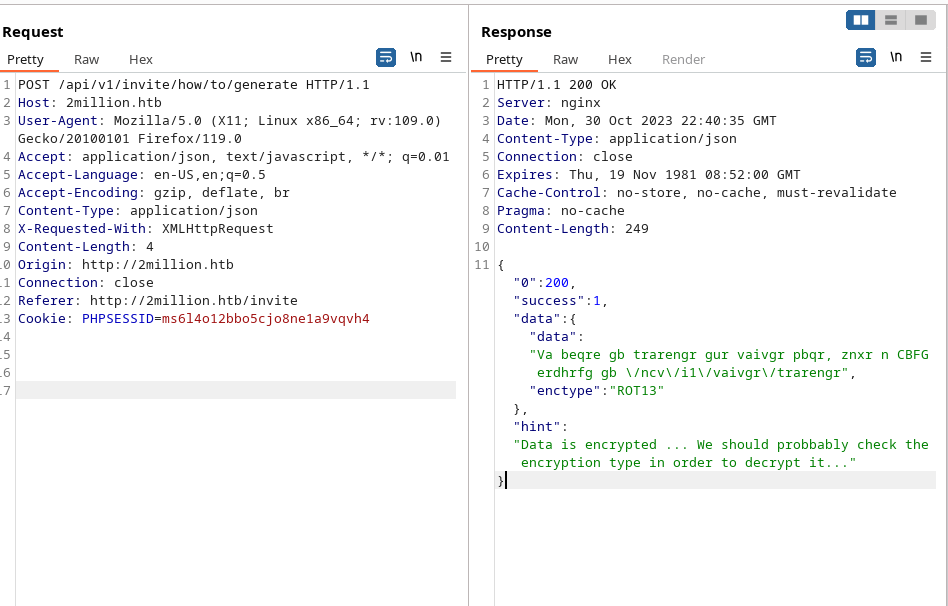 Request
Pretty Raw Hex \n
1 POST /api/v1/invite/how/to/generate HTTP/1.1
2 Host: 2million.htb
3 User-Agent: Mozilla/5.0 (X11; Linux x86_64; rv:109.0)
Gecko/20100101 Firefox/119.0
4 Accept: application/json, text/javascript, */*; q=0.01
5 Accept-Language: en-US,en;q=0.5
6 Accept-Encoding: gzip, deflate, br
7 Content-Type: application/json
8 X-Requested-With: XMLHttpRequest
9 Content-Length: 4
.0 Origin: http://2million.htb
.1 Connection: close
.2 Referer: http://2million.htb/invite
.3 Cookie: PHPSESSID=ms6l4o12bbo5cjo8ne1a9vqvh4
.4
.5
.6
.7
Response
Pretty Raw Hex Render \n
1 HTTP/1.1 200 OK
2 Server: nginx
3 Date: Mon, 30 Oct 2023 22:40:35 GMT
4 Content-Type: application/json
5 Connection: close
6 Expires: Thu, 19 Nov 1981 08:52:00 GMT
7 Cache-Control: no-store, no-cache, must-revalidate
8 Pragma: no-cache
9 Content-Length: 249
10
11 {
"0":200,
"success":1,
"data":{
"data":
"Va beqre gb trarengr gur vaivgr pbqr, znxr n CBFG
erdhrfg gb \/ncv\/i1\/vaivgr\/trarengr",
"enctype":"ROT13"
},
"hint":
"Data is encrypted ... We should probbably check the
encryption type in order to decrypt it..."
}